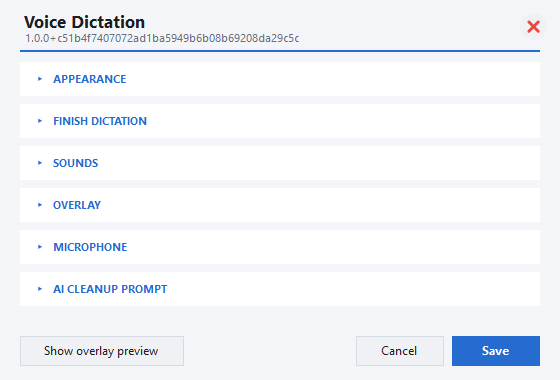 Voice Dictation
1.0.0+c51b4f7407072ad1ba5949b6b08b69208da29c5c
APPEARANCE
FINISH DICTATION
SOUNDS
OVERLAY
MICROPHONE
AI CLEANUP PROMPT
Show overlay preview
Cancel
Save